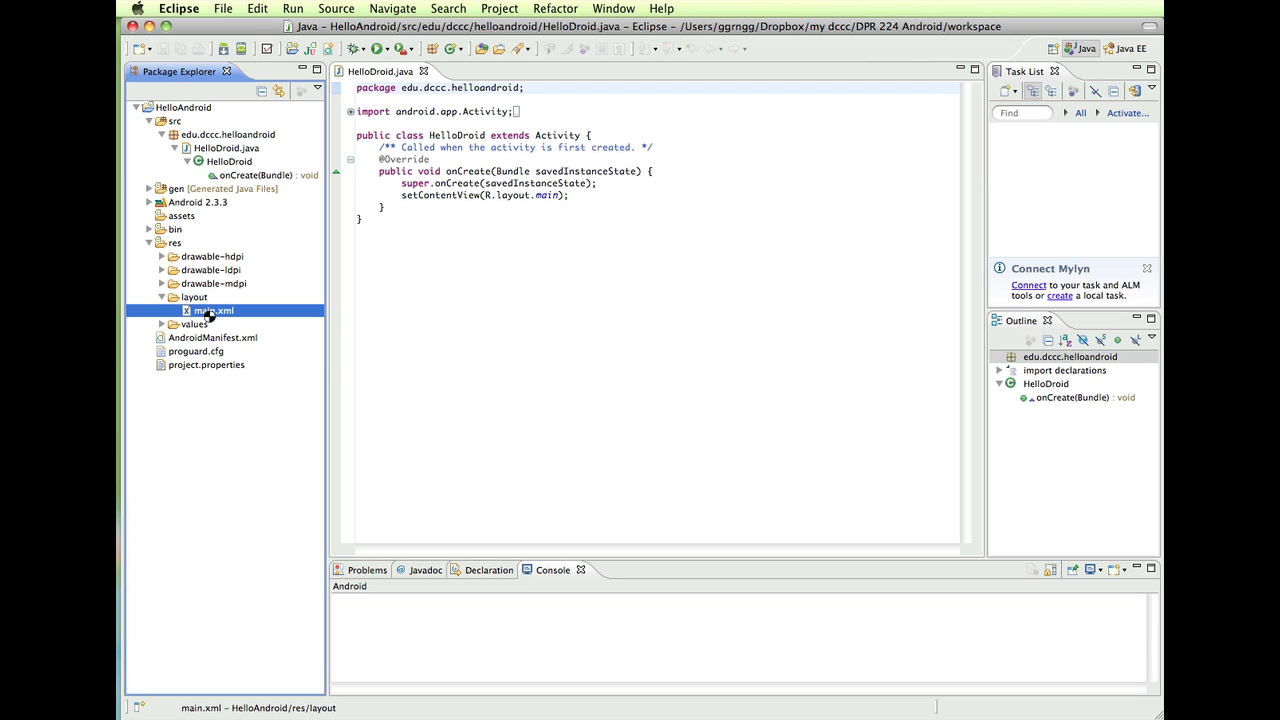 Eclipse File Edit Run Source Navigate Search Project Refactor Window Help
Java – HelloAndroid/src/edu/dccc/helloandroid/HelloDroid.java – Eclipse – /Users/ggrngg/Dropbox/my dccc/DPR 224 Android/workspace
Java Java EE
Package Explorer
HelloAndroid
src
edu.dccc.helloandroid
HelloDroid.java
HelloDroid
onCreate(Bundle) : void
gen [Generated Java Files]
Android 2.3.3
assets
bin
res
drawable-hdpi
drawable-ldpi
drawable-mdpi
layout
main.xml
values
AndroidManifest.xml
proguard.cfg
project.properties
HelloDroid.java
package edu.dccc.helloandroid;
import android.app.Activity;
public class HelloDroid extends Activity {
/** Called when the activity is first created. */
@Override
public void onCreate(Bundle savedInstanceState) {
super.onCreate(savedInstanceState);
setContentView(R.layout.main);
}
}
Task List
Find All Activate...
Connect Mylyn
Connect to your task and ALM
tools or create a local task.
Outline
edu.dccc.helloandroid
import declarations
HelloDroid
onCreate(Bundle) : void
Problems @ Javadoc Declaration Console
Android
main.xml – HelloAndroid/res/layout